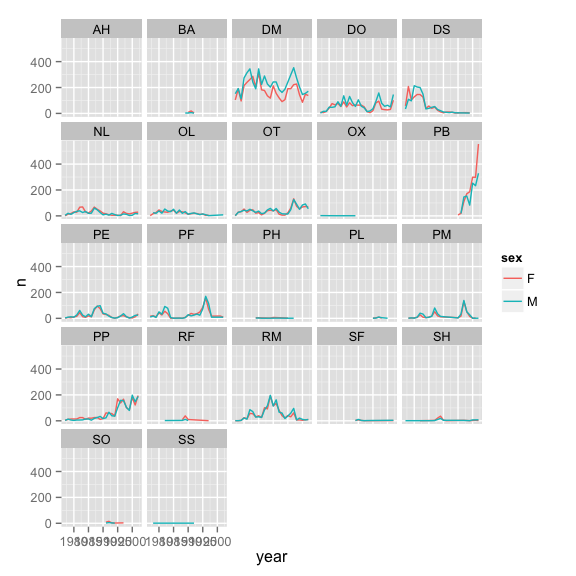 AH BA DM DO DS
400
200
0
NL OL OT OX PB
400
200
0
PE PF PH PL PM
400
200
0
n
sex
F
M
PP RF RM SF SH
400
200
0
SO SS
400
200
0
year